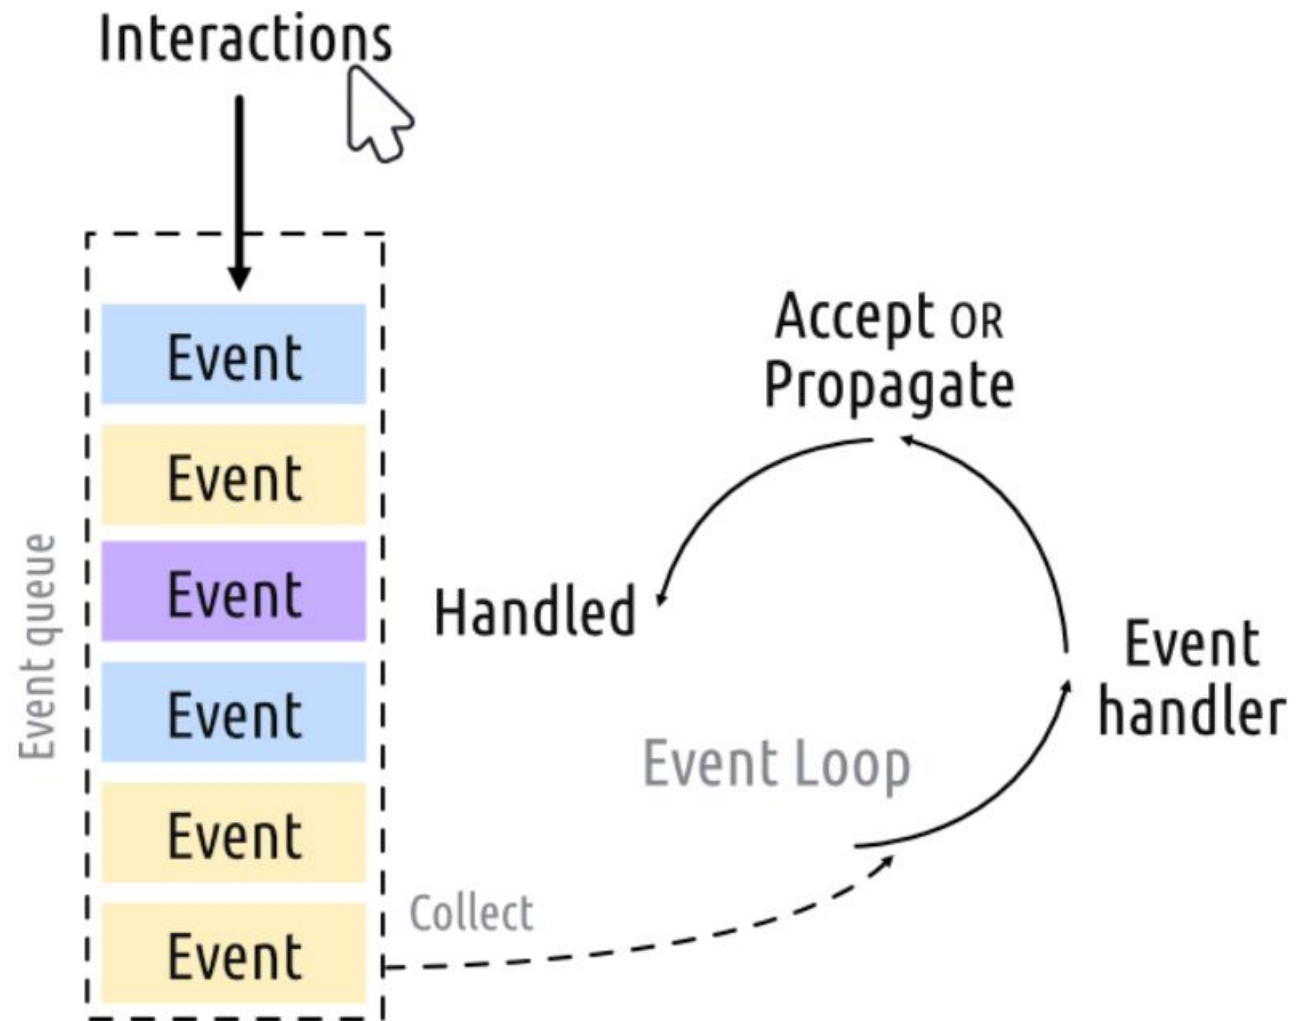 Interactions
Event queue
Event
Event
Event
Event
Event
Event
Collect
Event Loop
Event
handler
Accept OR
Propagate
Handled